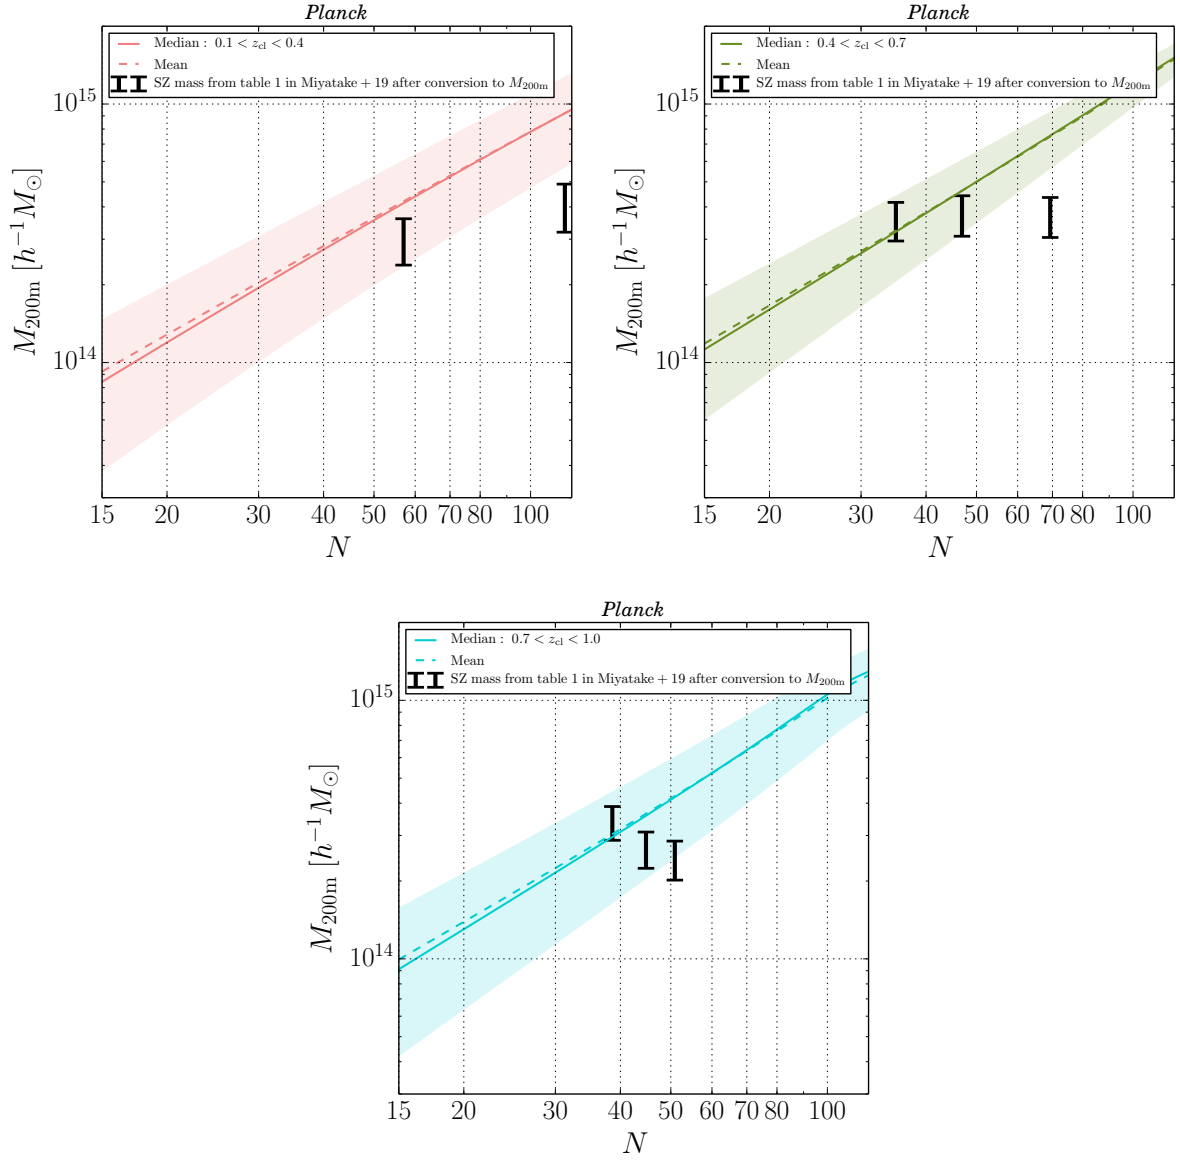 Planck
Median : 0.1 < z_cl < 0.4
Mean
SZ mass from table 1 in Miyatake + 19 after conversion to M_200m
10^15
10^14
M_200m [h^−1 M_⊙]
15 20 30 40 50 60 70 80 100
N
Planck
Median : 0.4 < z_cl < 0.7
Mean
SZ mass from table 1 in Miyatake + 19 after conversion to M_200m
10^15
10^14
M_200m [h^−1 M_⊙]
15 20 30 40 50 60 70 80 100
N
Planck
Median : 0.7 < z_cl < 1.0
Mean
SZ mass from table 1 in Miyatake + 19 after conversion to M_200m
10^15
10^14
M_200m [h^−1 M_⊙]
15 20 30 40 50 60 70 80 100
N